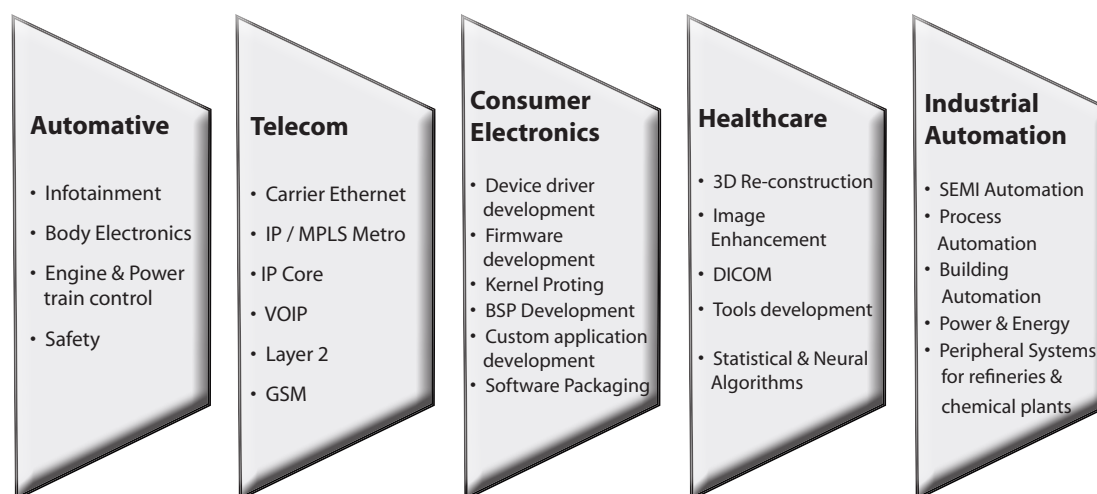 Automative
• Infotainment
• Body Electronics
• Engine & Power
train control
• Safety
Telecom
• Carrier Ethernet
• IP / MPLS Metro
• IP Core
• VOIP
• Layer 2
• GSM
Consumer
Electronics
• Device driver
development
• Firmware
development
• Kernel Proting
• BSP Development
• Custom application
development
• Software Packaging
Healthcare
• 3D Re-construction
• Image
Enhancement
• DICOM
• Tools development
• Statistical & Neural
Algorithms
Industrial
Automation
• SEMI Automation
• Process
Automation
• Building
Automation
• Power & Energy
• Peripheral Systems
for refineries &
chemical plants